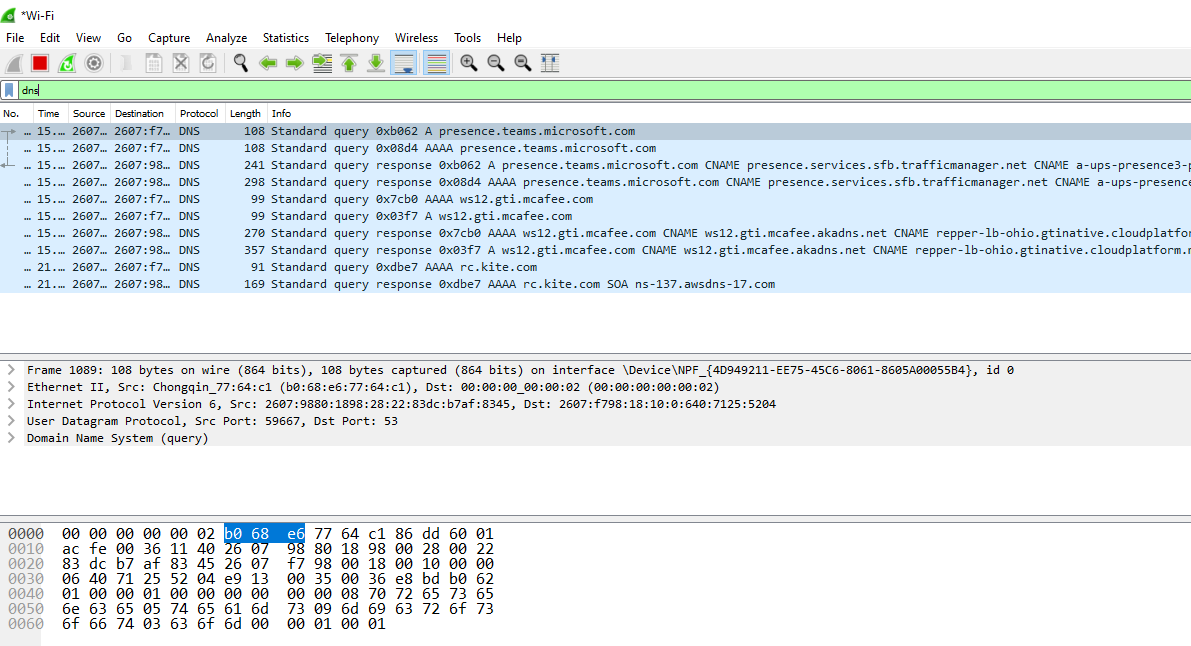 *Wi-Fi
File Edit View Go Capture Analyze Statistics Telephony Wireless Tools Help
dns
No. Time Source Destination Protocol Length Info
… 15.… 2607… 2607:f7… DNS 108 Standard query 0xb062 A presence.teams.microsoft.com
… 15.… 2607… 2607:f7… DNS 108 Standard query 0x08d4 AAAA presence.teams.microsoft.com
… 15.… 2607… 2607:98… DNS 241 Standard query response 0xb062 A presence.teams.microsoft.com CNAME presence.services.sfb.trafficmanager.net CNAME a-ups-presence3-p
… 15.… 2607… 2607:98… DNS 298 Standard query response 0x08d4 AAAA presence.teams.microsoft.com CNAME presence.services.sfb.trafficmanager.net CNAME a-ups-presence
… 15.… 2607… 2607:f7… DNS 99 Standard query 0x7cb0 AAAA ws12.gti.mcafee.com
… 15.… 2607… 2607:f7… DNS 99 Standard query 0x03f7 A ws12.gti.mcafee.com
… 15.… 2607… 2607:98… DNS 270 Standard query response 0x7cb0 AAAA ws12.gti.mcafee.com CNAME ws12.gti.mcafee.akadns.net CNAME repper-lb-ohio.gtinative.cloudplatfor
… 15.… 2607… 2607:98… DNS 357 Standard query response 0x03f7 A ws12.gti.mcafee.com CNAME ws12.gti.mcafee.akadns.net CNAME repper-lb-ohio.gtinative.cloudplatform.r
… 21.… 2607… 2607:f7… DNS 91 Standard query 0xdbe7 AAAA rc.kite.com
… 21.… 2607… 2607:98… DNS 169 Standard query response 0xdbe7 AAAA rc.kite.com SOA ns-137.awsdns-17.com
Frame 1089: 108 bytes on wire (864 bits), 108 bytes captured (864 bits) on interface \Device\NPF_{4D949211-EE75-45C6-8061-8605A00055B4}, id 0
Ethernet II, Src: Chongqin_77:64:c1 (b0:68:e6:77:64:c1), Dst: 00:00:00_00:00:02 (00:00:00:00:00:02)
Internet Protocol Version 6, Src: 2607:9880:1898:28:22:83dc:b7af:8345, Dst: 2607:f798:18:10:0:640:7125:5204
User Datagram Protocol, Src Port: 59667, Dst Port: 53
Domain Name System (query)
0000 00 00 00 00 00 02 b0 68 e6 77 64 c1 86 dd 60 01
0010 ac fe 00 36 11 40 26 07 98 80 18 98 00 28 00 22
0020 83 dc b7 af 83 45 26 07 f7 98 00 18 00 10 00 00
0030 06 40 71 25 52 04 e9 13 00 35 00 36 e8 bd b0 62
0040 01 00 00 01 00 00 00 00 00 00 08 70 72 65 73 65
0050 6e 63 65 05 74 65 61 6d 73 09 6d 69 63 72 6f 73
0060 6f 66 74 03 63 6f 6d 00 00 01 00 01